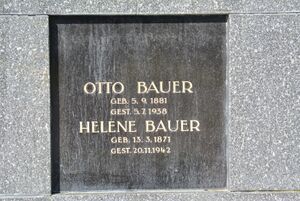 OTTO BAUER
GEB. 5. 9. 1881
GEST. 5. 7. 1938
HELENE BAUER
GEB. 13. 3. 1871
GEST. 20.11.1942